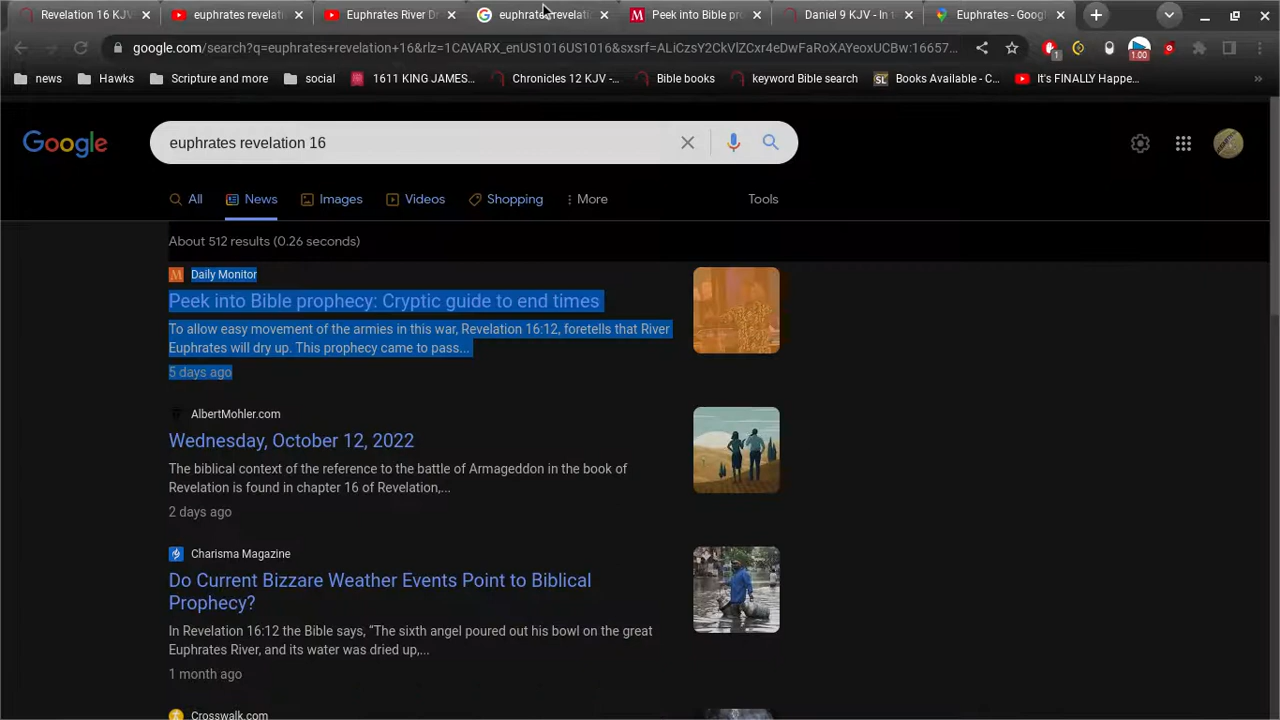 Revelation 16 KJV
euphrates revelati
Euphrates River Dr
euphrates revelati
Peek into Bible pro
Daniel 9 KJV - In t
Euphrates - Googl
google.com/search?q=euphrates+revelation+16&rlz=1CAVARX_enUS1016US1016&sxsrf=ALiCzsY2CkVlZCxr4eDwFaRoXAYeoxUCBw:16657...
1
1.00
news
Hawks
Scripture and more
social
1611 KING JAMES...
Chronicles 12 KJV -...
Bible books
keyword Bible search
SL Books Available - C...
It's FINALLY Happe...
»
Google
euphrates revelation 16
All
News
Images
Videos
Shopping
More
Tools
About 512 results (0.26 seconds)
M Daily Monitor
Peek into Bible prophecy: Cryptic guide to end times
To allow easy movement of the armies in this war, Revelation 16:12, foretells that River
Euphrates will dry up. This prophecy came to pass...
5 days ago
AlbertMohler.com
Wednesday, October 12, 2022
The biblical context of the reference to the battle of Armageddon in the book of
Revelation is found in chapter 16 of Revelation,...
2 days ago
Charisma Magazine
Do Current Bizzare Weather Events Point to Biblical
Prophecy?
In Revelation 16:12 the Bible says, “The sixth angel poured out his bowl on the great
Euphrates River, and its water was dried up,...
1 month ago
Crosswalk.com